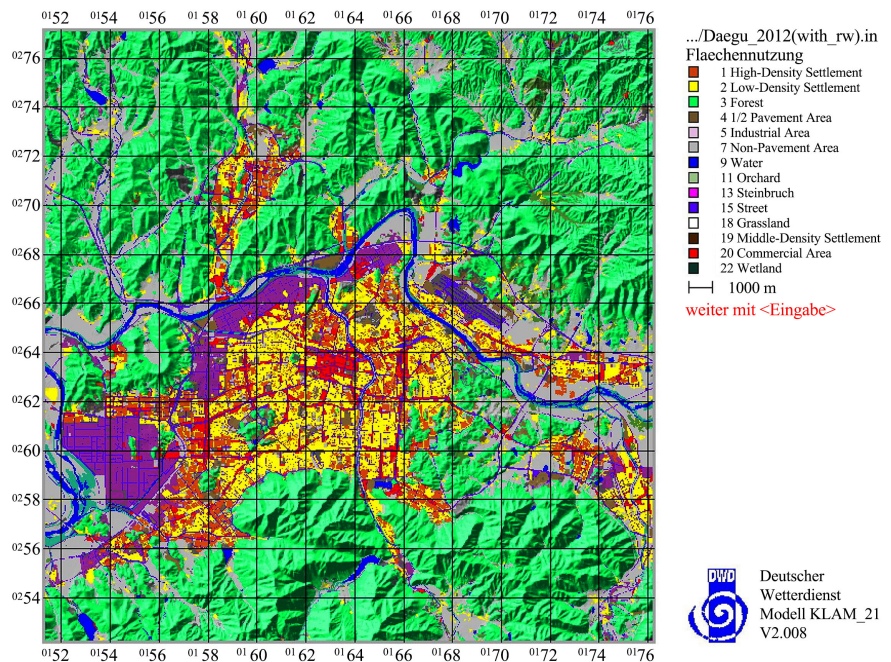 0152 0154 0156 0158 0160 0162 0164 0166 0168 0170 0172 0174 0176
.../Daegu_2012(with_rw).in
Flaechennutzung
1 High-Density Settlement
2 Low-Density Settlement
3 Forest
4 1/2 Pavement Area
5 Industrial Area
7 Non-Pavement Area
9 Water
11 Orchard
13 Steinbruch
15 Street
18 Grassland
19 Middle-Density Settlement
20 Commercial Area
22 Wetland
1000 m
weiter mit <Eingabe>
0276
0274
0272
0270
0268
0266
0264
0262
0260
0258
0256
0254
0152 0154 0156 0158 0160 0162 0164 0166 0168 0170 0172 0174 0176
DWD
Deutscher
Wetterdienst
Modell KLAM_21
V2.008